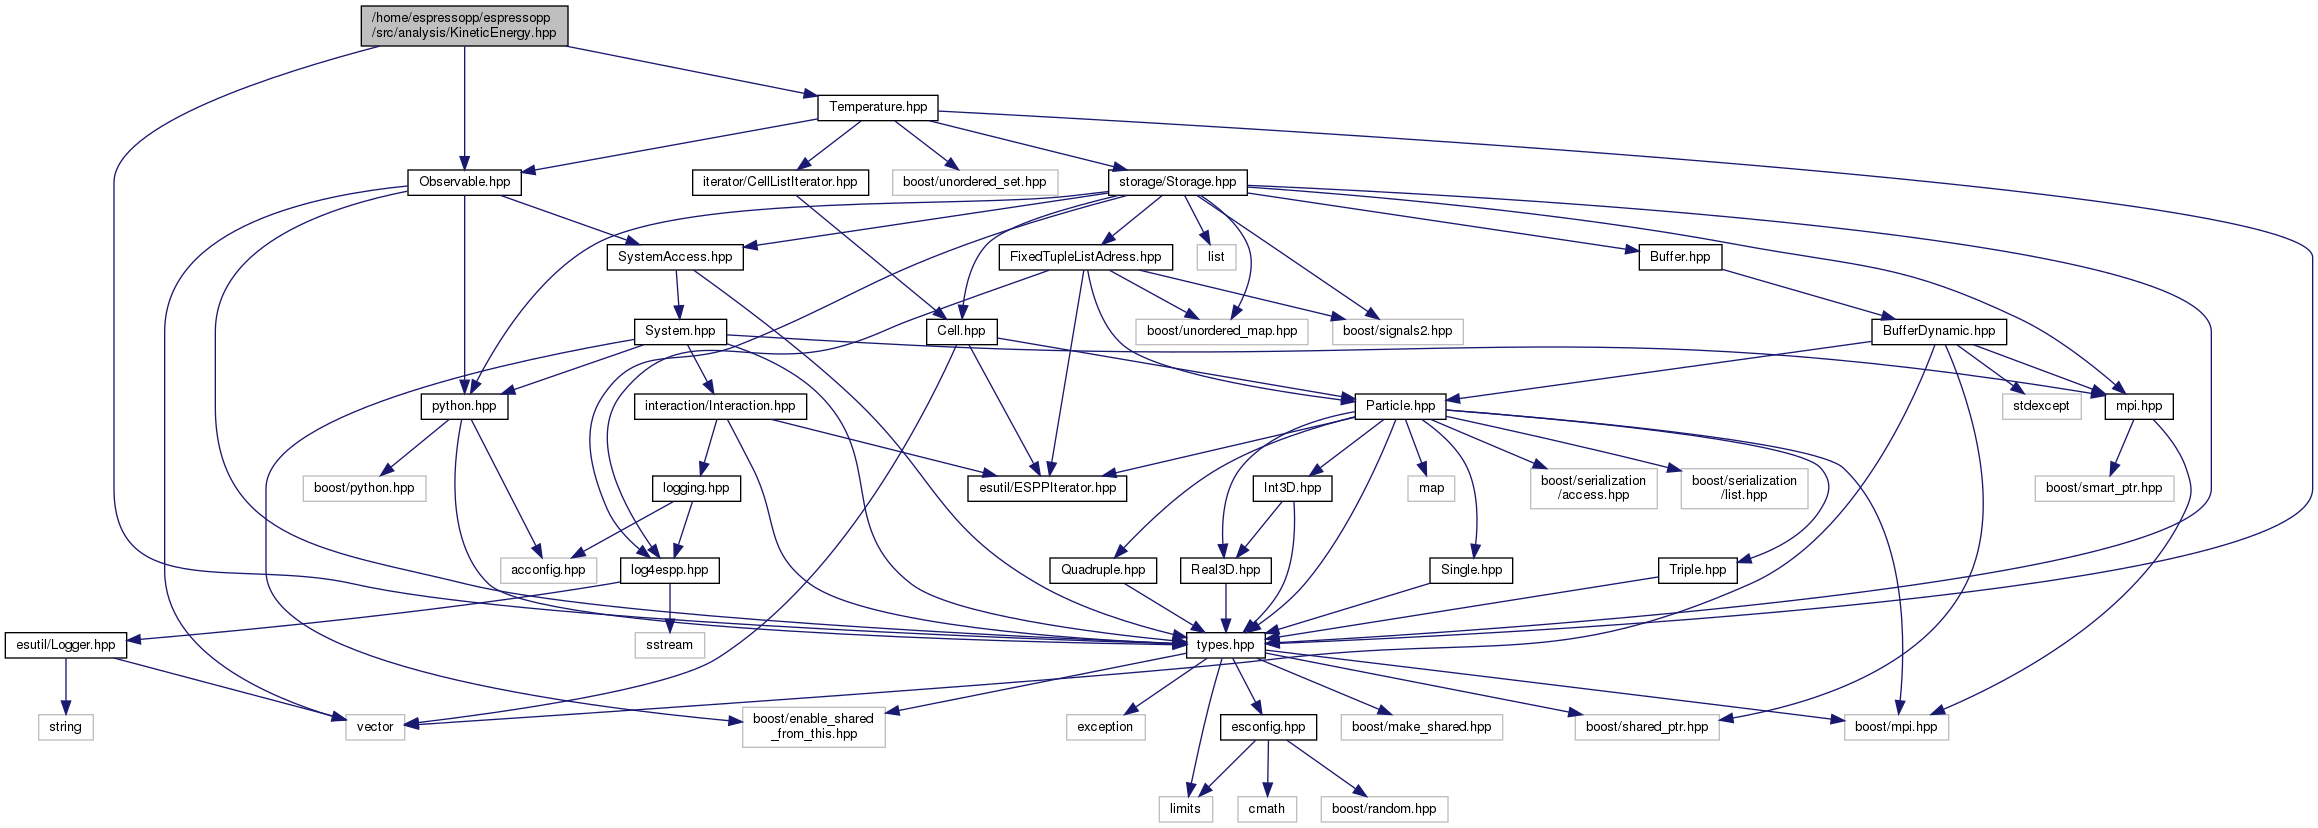 /home/espressopp/espressopp
/src/analysis/KineticEnergy.hpp
Temperature.hpp
Observable.hpp
iterator/CellListIterator.hpp
boost/unordered_set.hpp
storage/Storage.hpp
SystemAccess.hpp
FixedTupleListAdress.hpp
list
Buffer.hpp
System.hpp
Cell.hpp
boost/unordered_map.hpp
boost/signals2.hpp
BufferDynamic.hpp
python.hpp
interaction/Interaction.hpp
Particle.hpp
stdexcept
mpi.hpp
boost/python.hpp
logging.hpp
esutil/ESPPIterator.hpp
Int3D.hpp
map
boost/serialization
/access.hpp
boost/serialization
/list.hpp
boost/smart_ptr.hpp
acconfig.hpp
log4espp.hpp
Quadruple.hpp
Real3D.hpp
Single.hpp
Triple.hpp
esutil/Logger.hpp
sstream
types.hpp
string
vector
boost/enable_shared
_from_this.hpp
exception
esconfig.hpp
boost/make_shared.hpp
boost/shared_ptr.hpp
boost/mpi.hpp
limits
cmath
boost/random.hpp